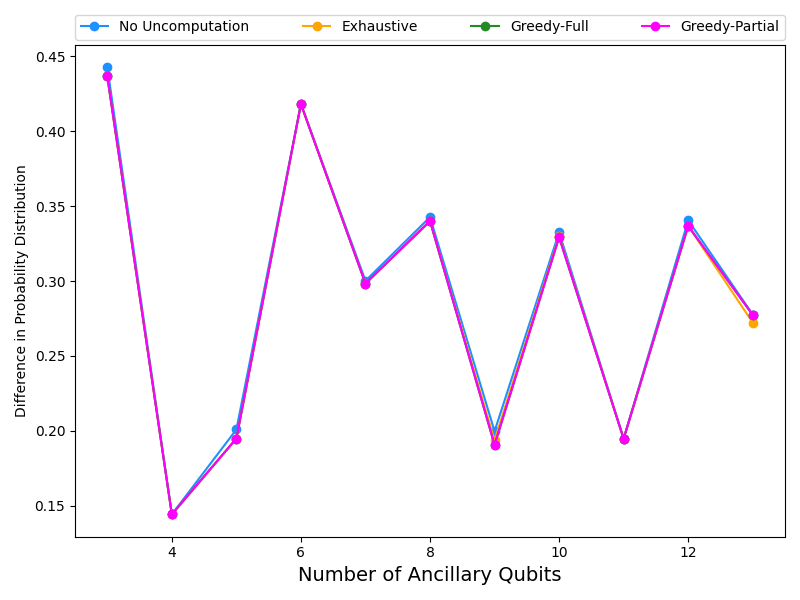 No Uncomputation Exhaustive Greedy-Full Greedy-Partial
0.45
0.40
0.35
0.30
0.25
0.20
0.15
Difference in Probability Distribution
4 6 8 10 12
Number of Ancillary Qubits